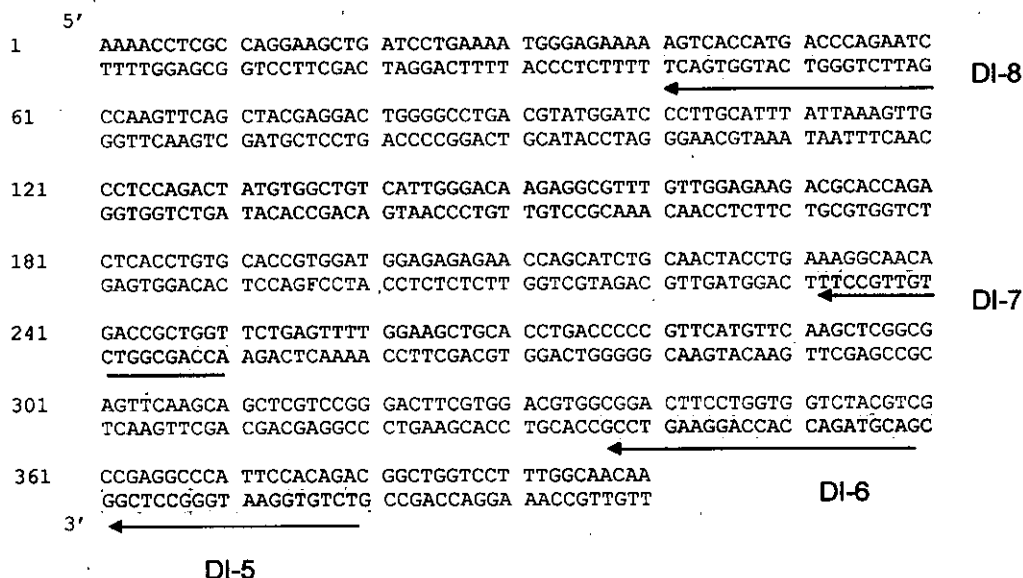 5'
1 AAAACCTCGC CAGGAAGCTG ATCCTGAAAA TGGGAGAAAA AGTCACCATG ACCCAGAATC
TTTTGGAGCG GTCCTTCGAC TAGGACTTTT ACCCTCTTTT TCAGTGGTAC TGGGTCTTAG
DI-8
61 CCAAGTTCAG CTACGAGGAC TGGGGCCTGA CGTATGGATC CCTTGCATTT ATTAAAGTTG
GGTTCAAGTC GATGCTCCTG ACCCCGGACT GCATACCTAG GGAACGTAAA TAATTTCAAC
121 CCTCCAGACT ATGTGGCTGT CATTGGGACA AGAGGCGTTT GTTGGAGAAG ACGCACCAGA
GGTGGTCTGA TACACCGACA GTAACCCTGT TGTCCGCAAA CAACCTCTTC TGCGTGGTCT
181 CTCACCTGTG CACCGTGGAT GGAGAGAGAA CCAGCATCTG CAACTACCTG AAAGGCAACA
GAGTGGACAC TCCAGFCCTA CCTCTCTCTT GGTCGTAGAC GTTGATGGAC TTTCCGTTGT
DI-7
241 GACCGCTGGT TCTGAGTTTT GGAAGCTGCA CCTGACCCCC GTTCATGTTC AAGCTCGGCG
CTGGCGACCA AGACTCAAAA CCTTCGACGT GGACTGGGGG CAAGTACAAG TTCGAGCCGC
301 AGTTCAAGCA GCTCGTCCGG GACTTCGTGG ACGTGGCGGA CTTCCTGGTG GTCTACGTCG
TCAAGTTCGA CGACGAGGCC CTGAAGCACC TGCACCGCCT GAAGGACCACC CAGATGCAGC
361 CCGAGGCCCA TTCCACAGAC GGCTGGTCCT TTGGCAACAA
GGCTCCGGGT AAGGTGTCTG CCGACCAGGA AACCGTTGTT
DI-6
3'
DI-5